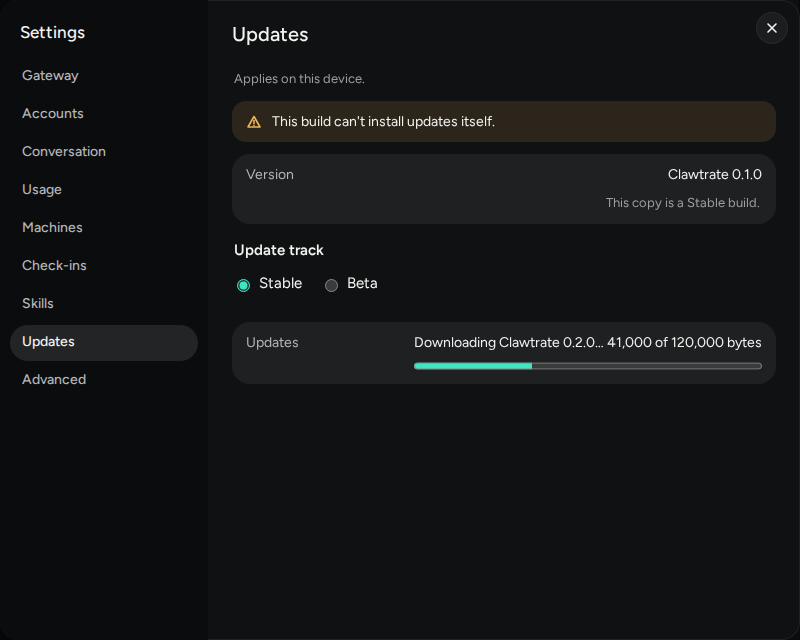 Settings
Gateway
Accounts
Conversation
Usage
Machines
Check-ins
Skills
Updates
Advanced
Updates
Applies on this device.
This build can't install updates itself.
Version
Clawtrate 0.1.0
This copy is a Stable build.
Update track
Stable
Beta
Updates
Downloading Clawtrate 0.2.0... 41,000 of 120,000 bytes